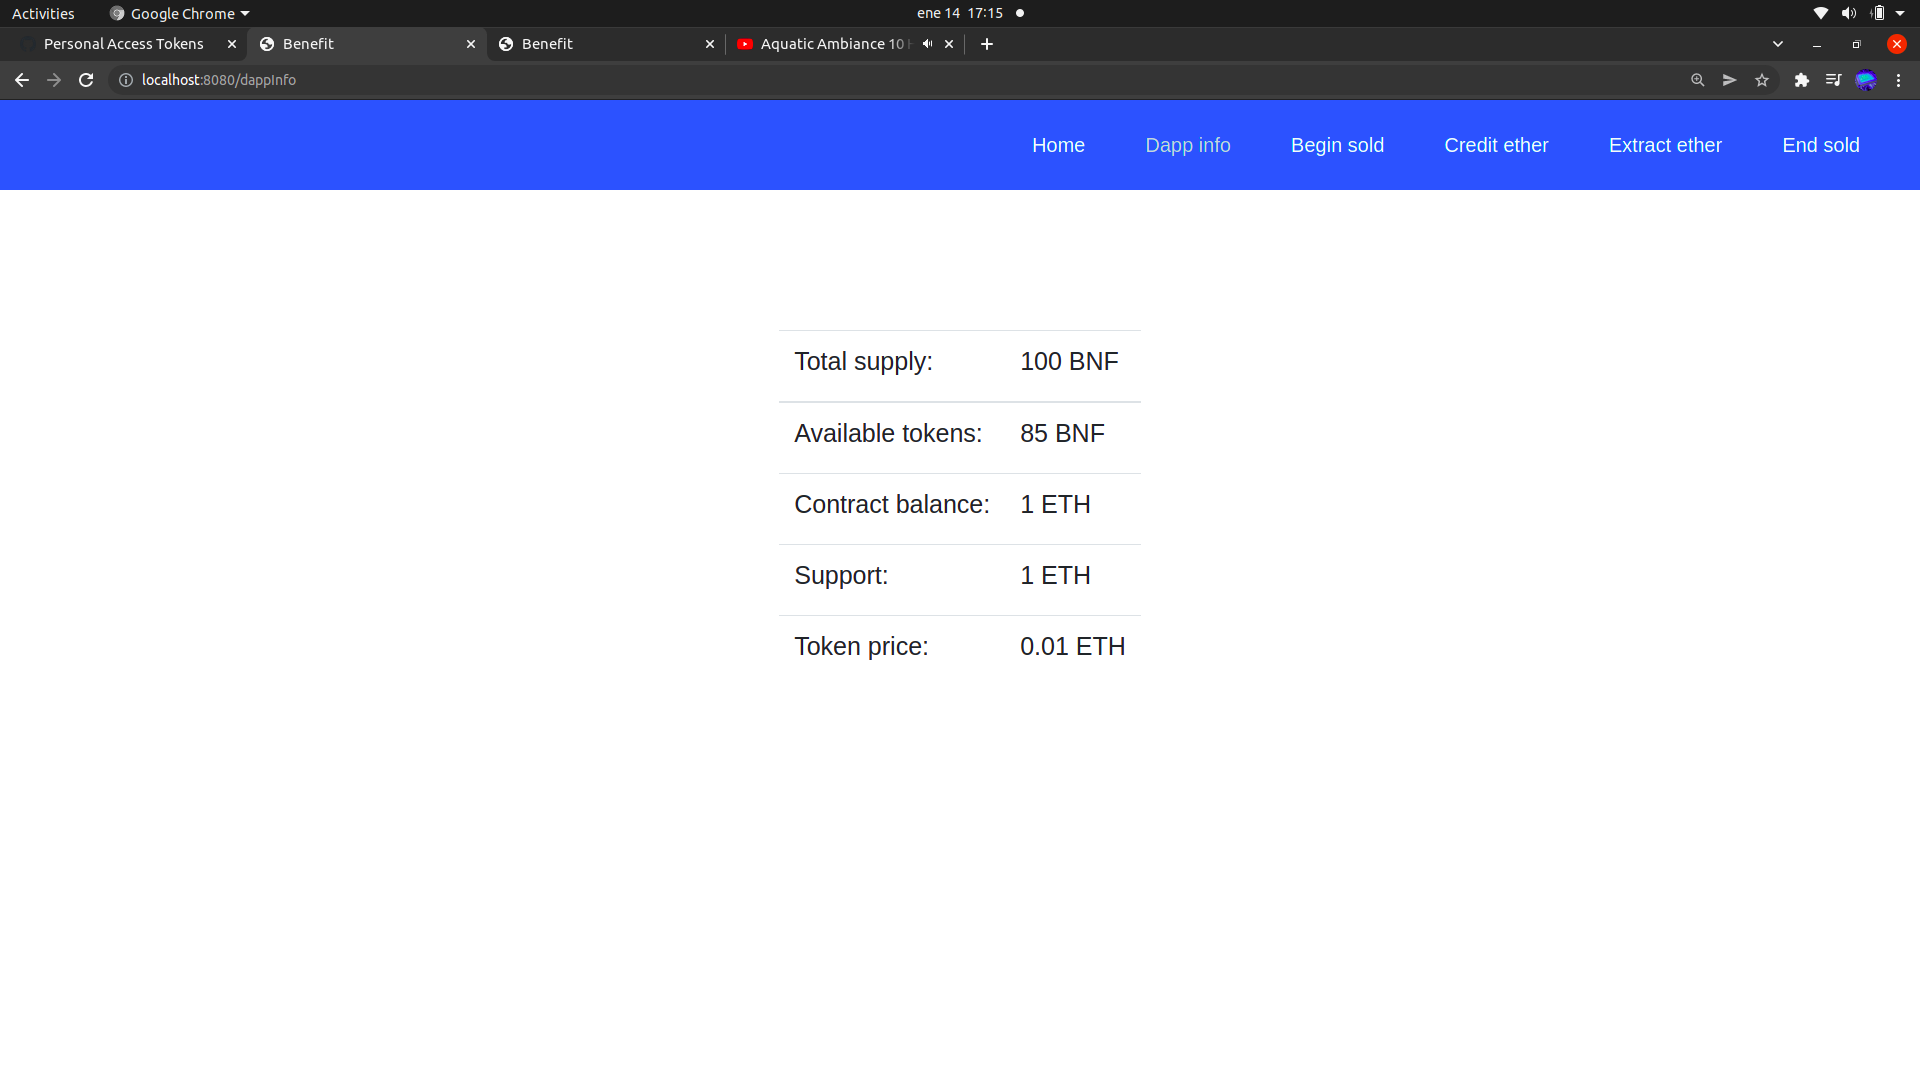 Activities Google Chrome ene 14 17:15
Personal Access Tokens Benefit Benefit Aquatic Ambiance 10
localhost:8080/dappInfo
Home Dapp info Begin sold Credit ether Extract ether End sold
Total supply: 100 BNF
Available tokens: 85 BNF
Contract balance: 1 ETH
Support: 1 ETH
Token price: 0.01 ETH